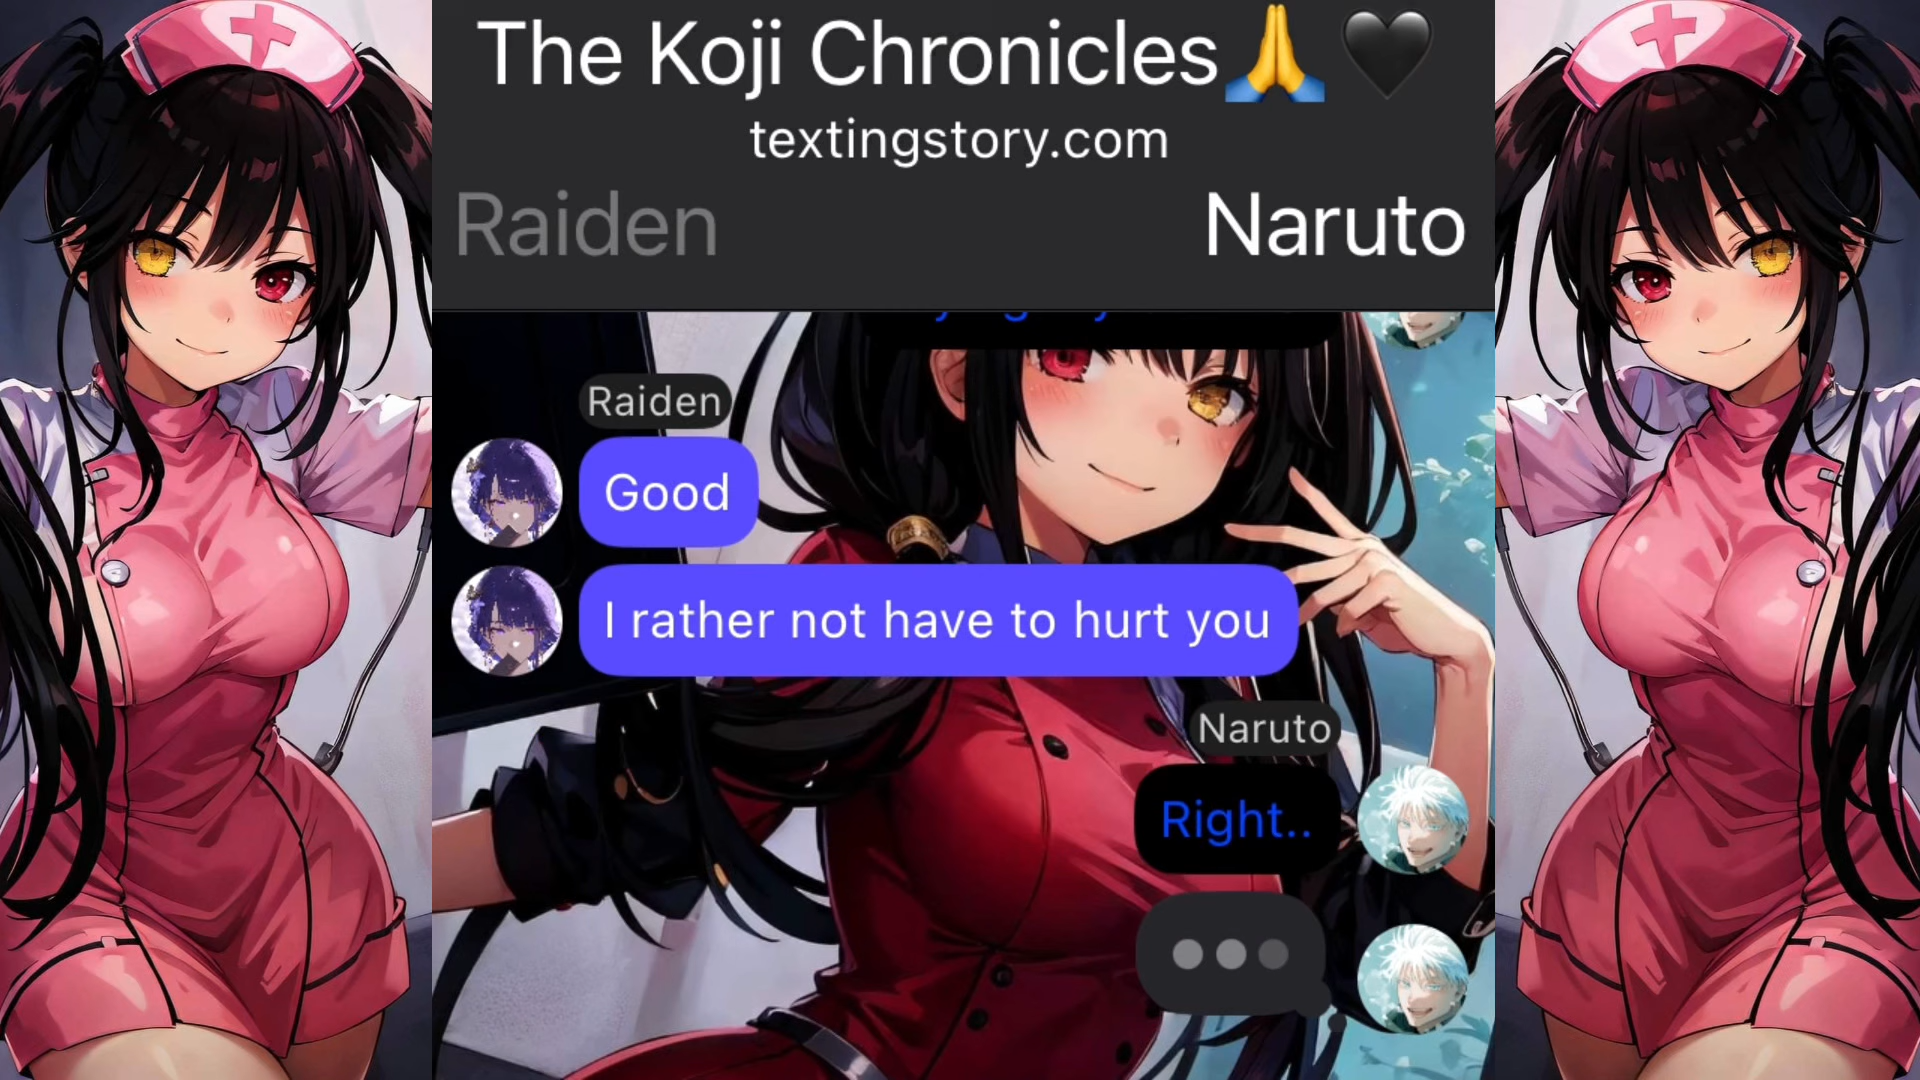 The Koji Chronicles🙏🖤
textingstory.com
Raiden
Naruto
Raiden
Good
I rather not have to hurt you
Naruto
Right..